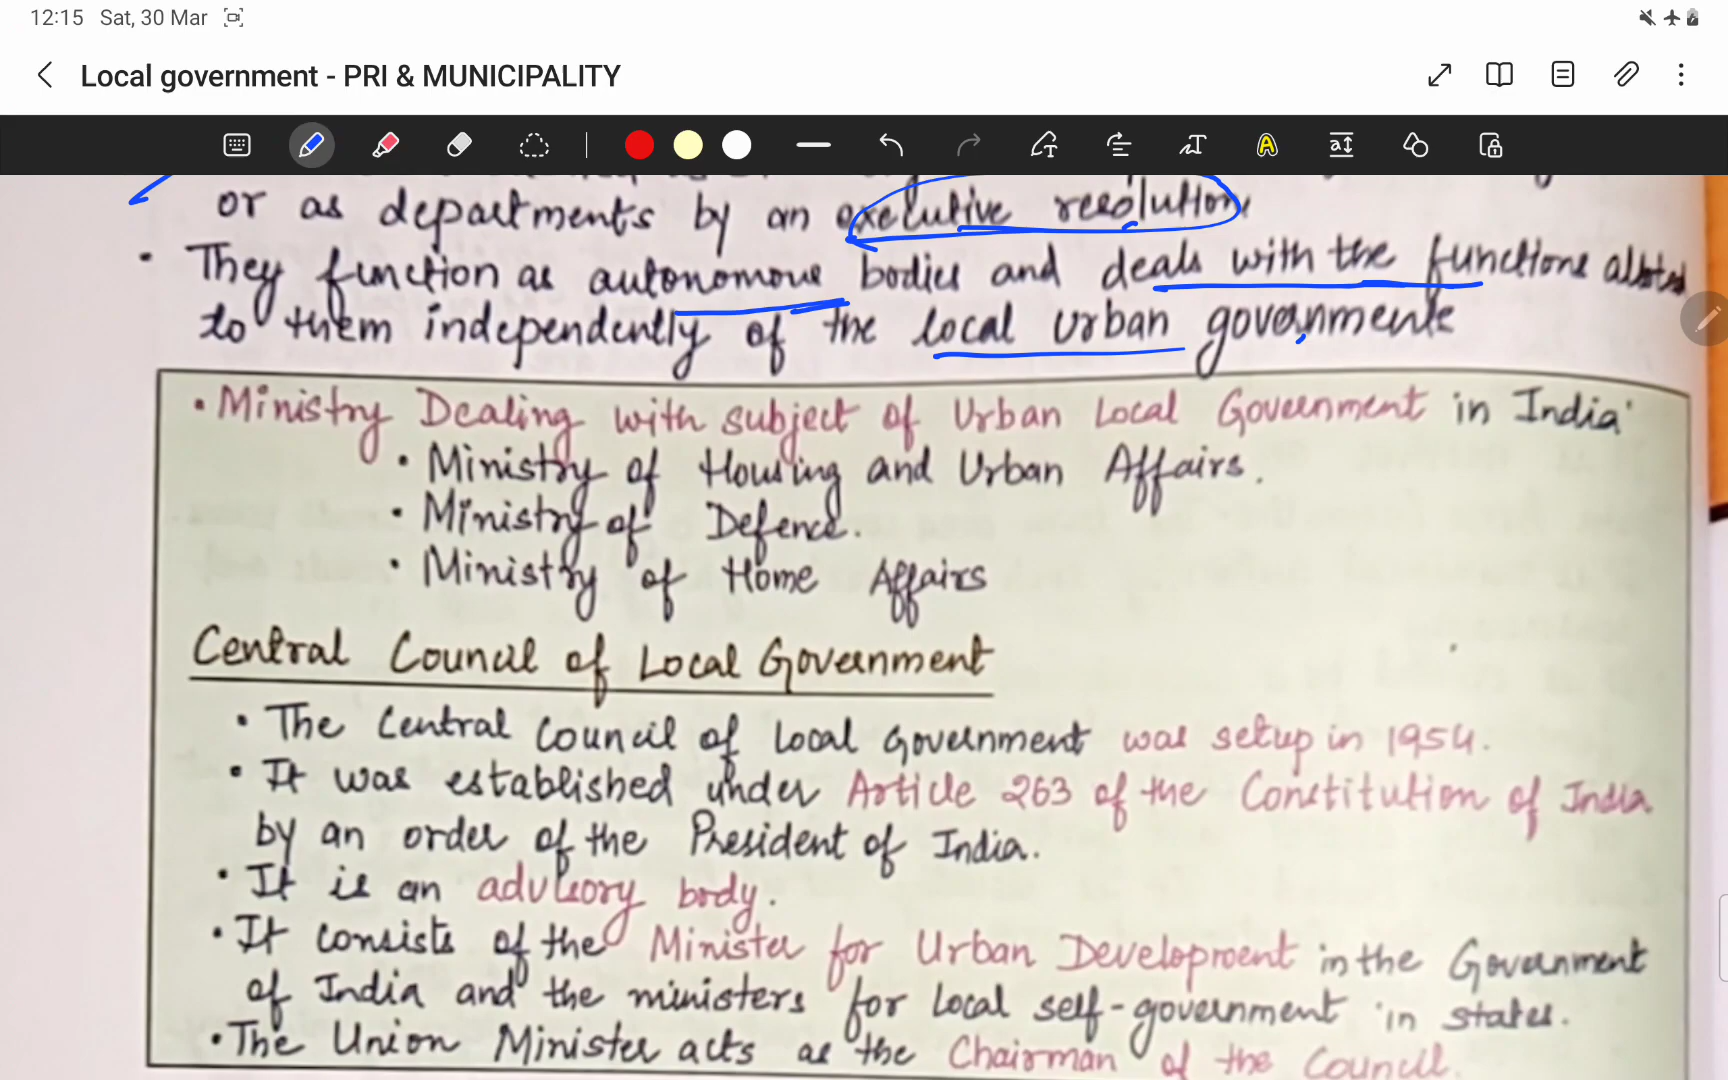 12:15 Sat, 30 Mar
Local government - PRI & MUNICIPALITY
or as departments by an executive resolution
• They function as autonomous bodies and deals with the functions
to them independently of the local urban governments
• Ministry Dealing with subject of Urban Local Government in India
• Ministry of Housing and Urban Affairs.
• Ministry of Defence.
• Ministry of Home Affairs
Central Council of Local Government
• The Central Council of Local Government was setup in 1954.
• It was established under Article 263 of the Constitution of India
by an order of the President of India.
• It is an advisory body.
• It consists of the Minister for Urban Development in the Government
of India and the ministers for local self-government in states.
• The Union Minister acts as the Chairman of the Council.